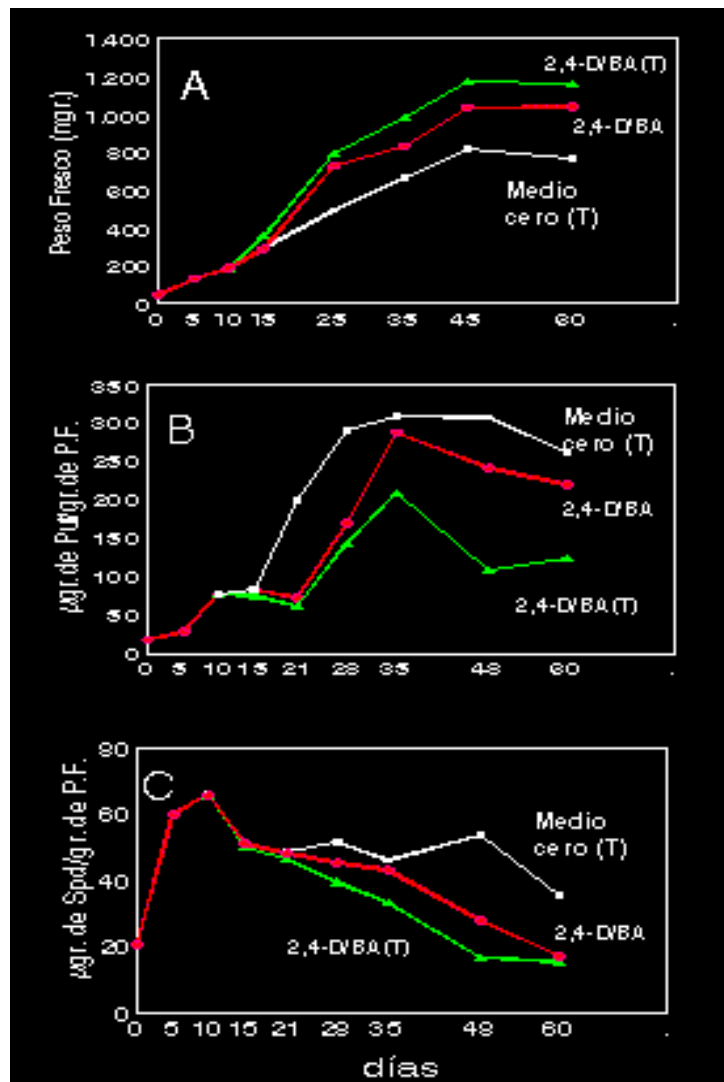 1.400
1.200
1.000
800
600
400
200
0
Peso Fresco (mgr.)
A
2,4-D/BA (T)
2,4-D/BA
Medio
cero (T)
0 5 10 15 25 35 45 60 .
350
300
250
200
150
100
50
0
µgr.de Put/gr.de P.F.
B
Medio
cero (T)
2,4-D/BA
2,4-D/BA (T)
0 5 10 15 21 28 35 48 60 .
80
60
40
20
0
µgr.de Spd/gr.de P.F.
C
Medio
cero (T)
2,4-D/BA
2,4-D/BA (T)
0 5 10 15 21 28 35 48 60 .
días